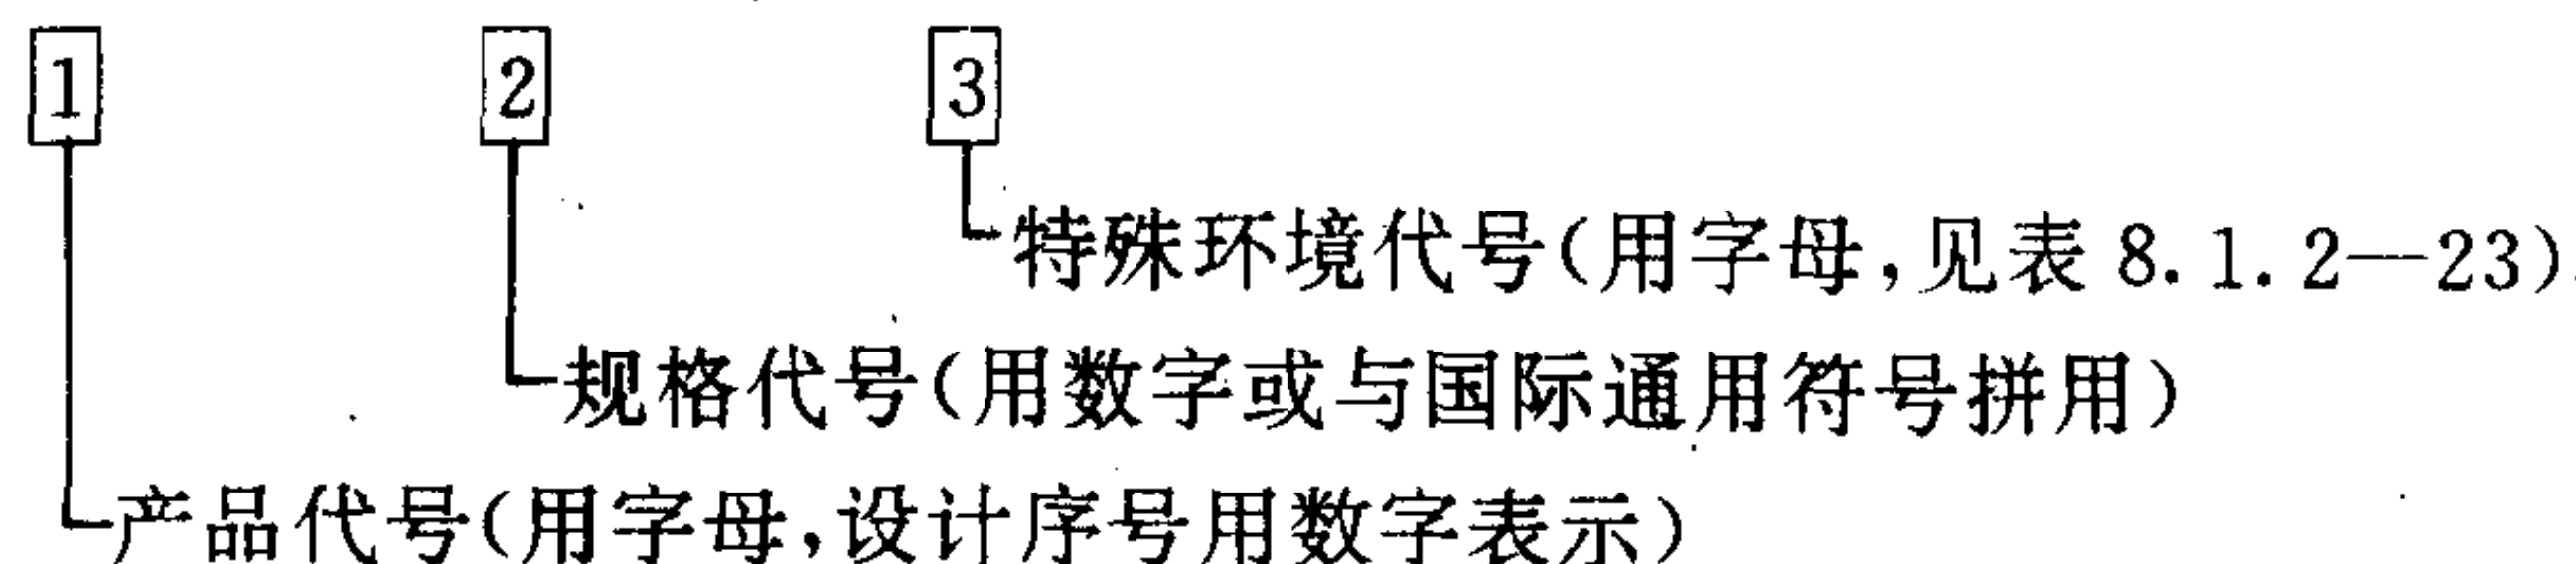 1 2 3
特殊环境代号(用字母,见表 8.1.2—23)
规格代号(用数字或与国际通用符号拼用)
产品代号(用字母,设计序号用数字表示)